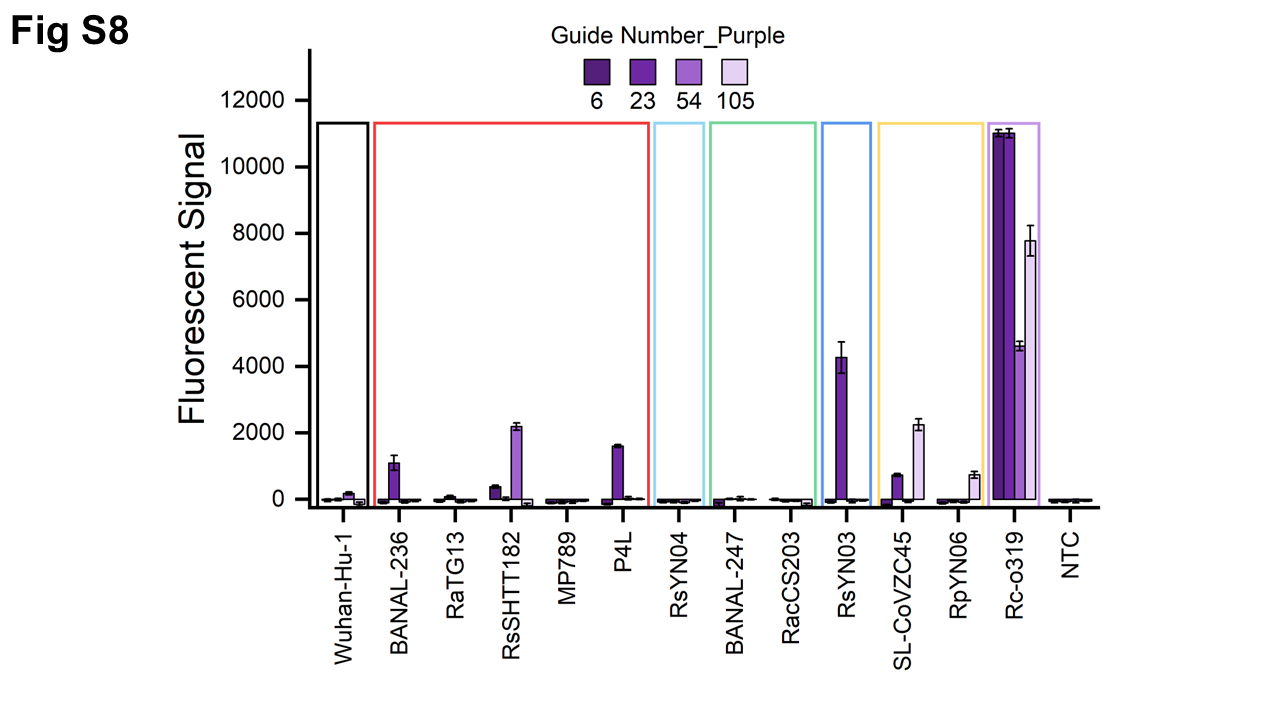 Fig S8
Guide Number_Purple
6 23 54 105
Fluorescent Signal
12000
10000
8000
6000
4000
2000
0
Wuhan-Hu-1
BANAL-236
RaTG13
RsSHTT182
MP789
P4L
RsYN04
BANAL-247
RacCS203
RsYN03
SL-CoVZC45
RpYN06
Rc-o319
NTC